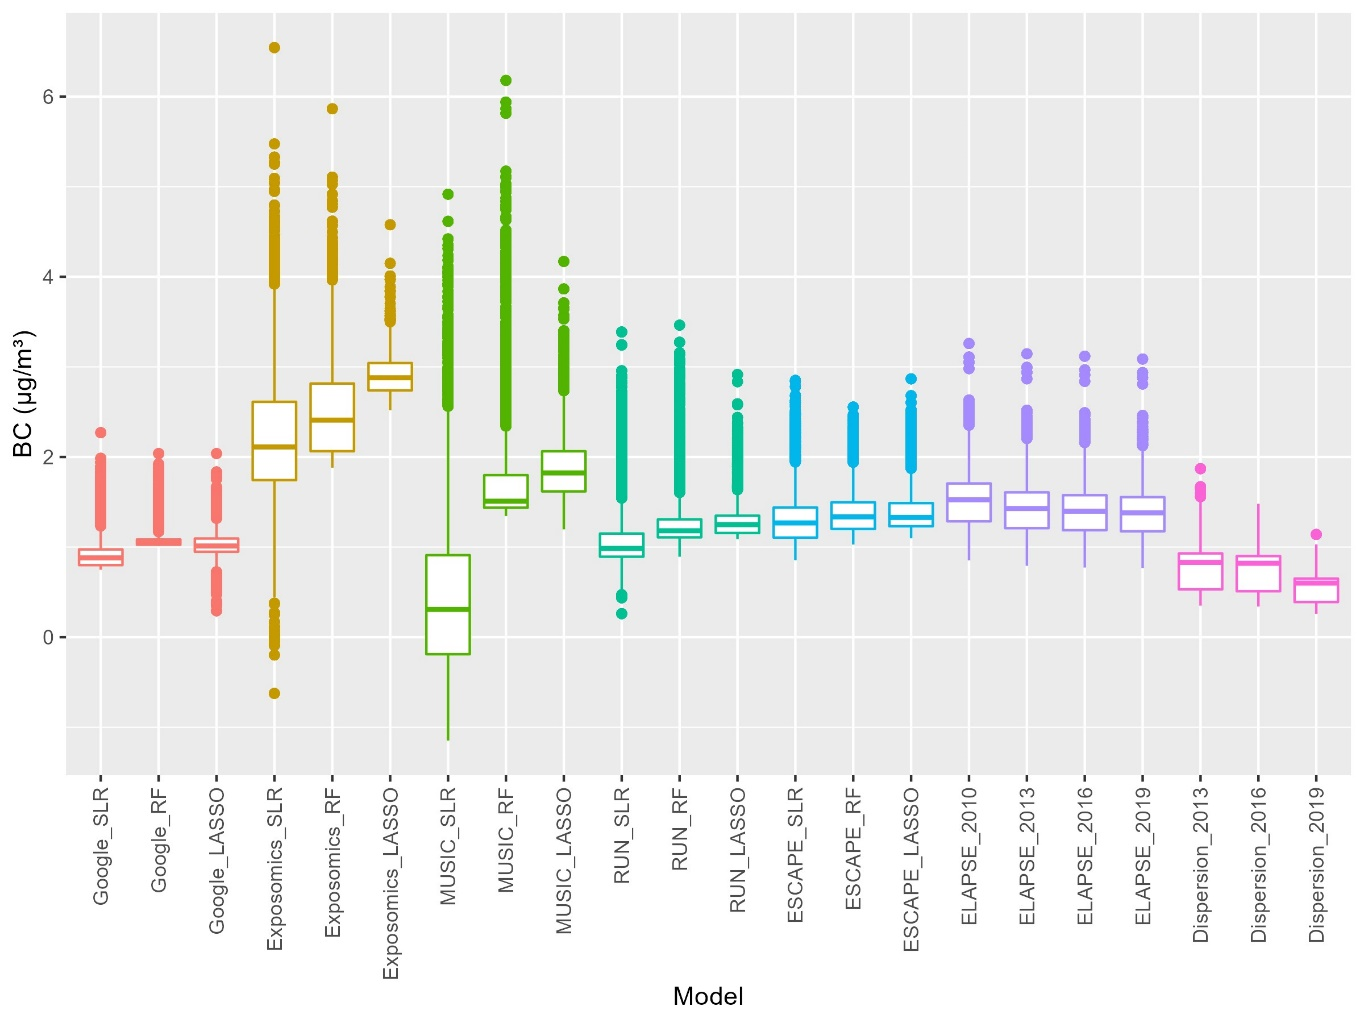 BC (µg/m³)
6
4
2
0
Google_SLR
Google_RF
Google_LASSO
Exposomics_SLR
Exposomics_RF
Exposomics_LASSO
MUSIC_SLR
MUSIC_RF
MUSIC_LASSO
RUN_SLR
RUN_RF
RUN_LASSO
ESCAPE_SLR
ESCAPE_RF
ESCAPE_LASSO
ELAPSE_2010
ELAPSE_2013
ELAPSE_2016
ELAPSE_2019
Dispersion_2013
Dispersion_2016
Dispersion_2019
Model